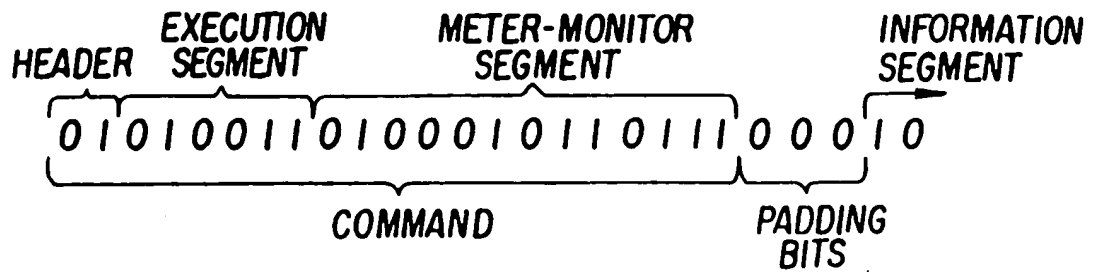 HEADER
EXECUTION
SEGMENT
METER-MONITOR
SEGMENT
INFORMATION
SEGMENT
0 1 0 1 0 0 1 1 0 1 0 0 0 1 0 1 1 0 1 1 1 0 0 0 1 0
COMMAND
PADDING
BITS